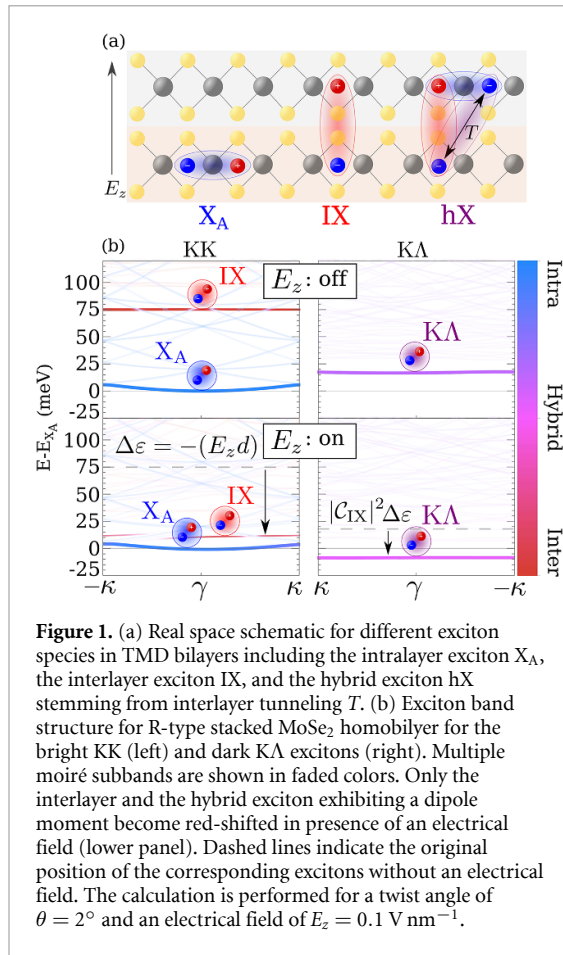 (a)
E_z
− + + − + − − T
X_A IX hX
(b) KK KΛ
E_z: off
IX
X_A
KΛ
100
75
50
25
0
-25
E-E_{X_A} (meV)
Δε = −(E_z d) E_z: on
X_A IX
|C_IX|²Δε KΛ
100
75
50
25
0
-25
−κ γ κ γ −κ
Intra
Hybrid
Inter
Figure 1. (a) Real space schematic for different exciton
species in TMD bilayers including the intralayer exciton X_A,
the interlayer exciton IX, and the hybrid exciton hX
stemming from interlayer tunneling T. (b) Exciton band
structure for R-type stacked MoSe₂ homobilyer for the
bright KK (left) and dark KΛ excitons (right). Multiple
moiré subbands are shown in faded colors. Only the
interlayer and the hybrid exciton exhibiting a dipole
moment become red-shifted in presence of an electrical
field (lower panel). Dashed lines indicate the original
position of the corresponding excitons without an electrical
field. The calculation is performed for a twist angle of
θ = 2° and an electrical field of E_z = 0.1 V nm⁻¹.